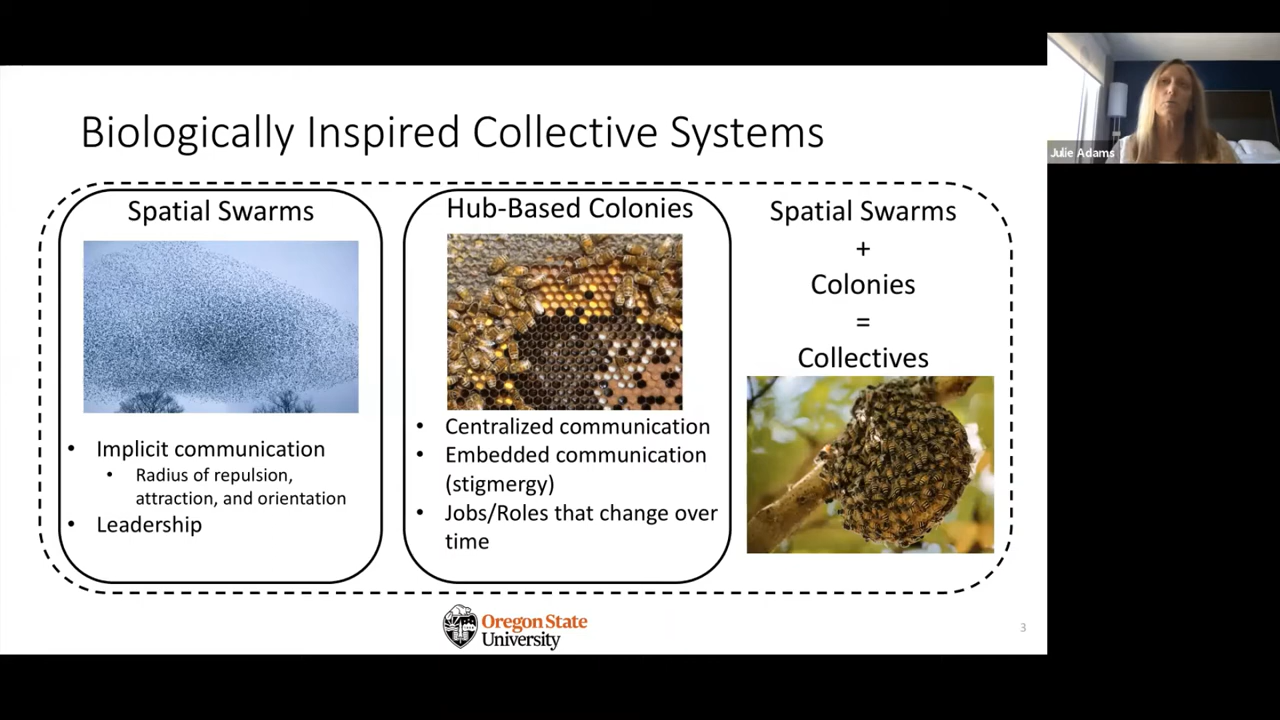 Biologically Inspired Collective Systems
Spatial Swarms
• Implicit communication
• Radius of repulsion,
attraction, and orientation
• Leadership
Hub-Based Colonies
• Centralized communication
• Embedded communication
(stigmergy)
• Jobs/Roles that change over
time
Spatial Swarms
+
Colonies
=
Collectives
Oregon State
University
3
Julie Adams